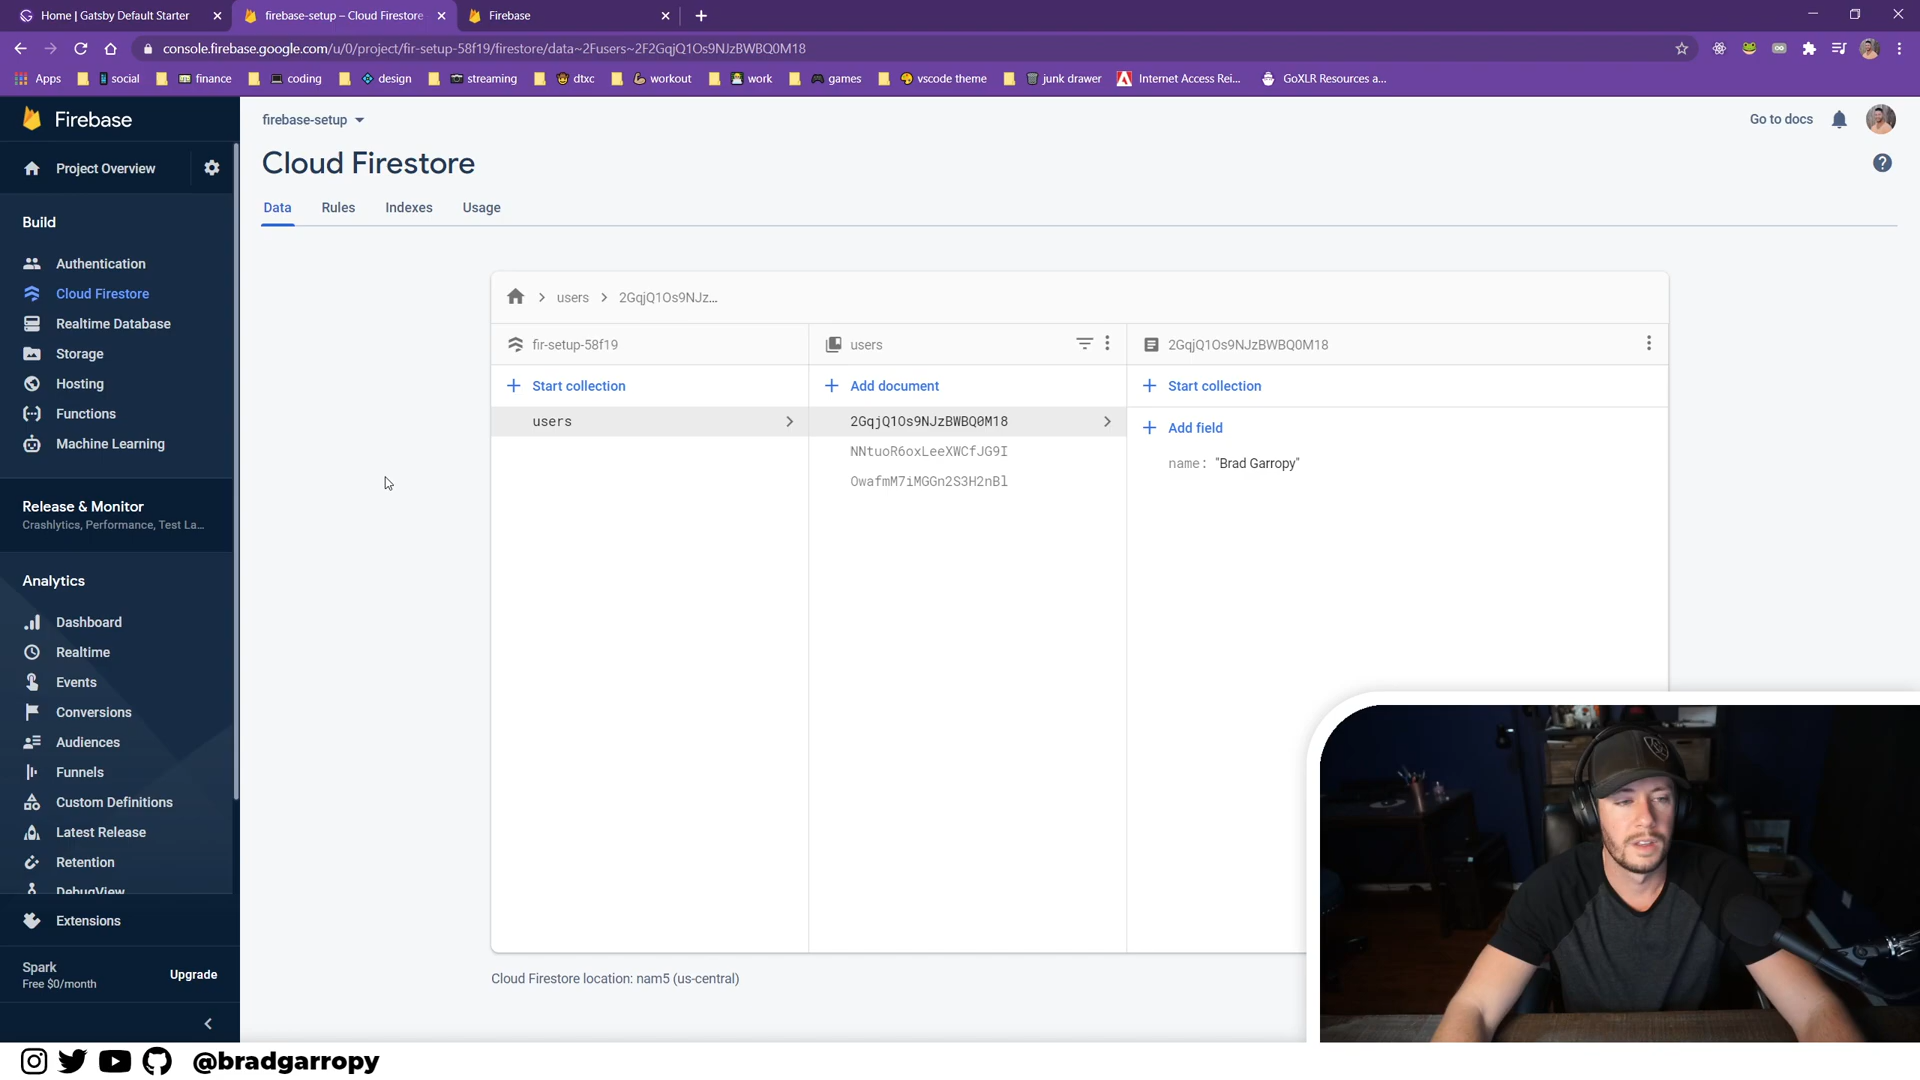 Home | Gatsby Default Starter
firebase-setup – Cloud Firestore
Firebase
console.firebase.google.com/u/0/project/fir-setup-58f19/firestore/data~2Fusers~2F2GqjQ1Os9NJzBWBQ0M18
Apps
social
finance
coding
design
streaming
dtxc
workout
work
games
vscode theme
junk drawer
Internet Access Rei...
GoXLR Resources a...
Firebase
firebase-setup
Go to docs
Project Overview
Cloud Firestore
Data
Rules
Indexes
Usage
Build
Authentication
Cloud Firestore
Realtime Database
Storage
Hosting
Functions
Machine Learning
Release & Monitor
Crashlytics, Performance, Test La...
Analytics
Dashboard
Realtime
Events
Conversions
Audiences
Funnels
Custom Definitions
Latest Release
Retention
DebugView
Extensions
Spark
Free $0/month
Upgrade
users
2GqjQ1Os9NJz...
fir-setup-58f19
users
2GqjQ1Os9NJzBWBQ0M18
Start collection
Add document
Start collection
users
2GqjQ1Os9NJzBWBQ0M18
NNtuoR6oxLeeXWCfJG9I
OwafmM7iMGGn2S3H2nBl
Add field
name: "Brad Garropy"
Cloud Firestore location: nam5 (us-central)
@bradgarropy